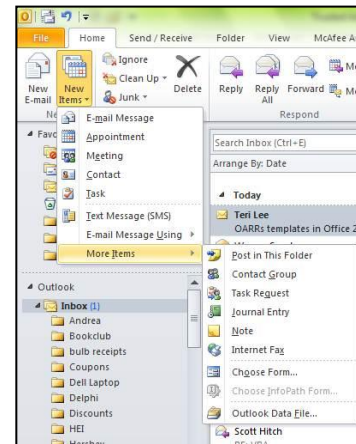 File Home Send / Receive Folder View McAfee
New E-mail
New Items
Ignore
Clean Up
Junk
Delete
Reply
Reply All
Forward
Respond
E-mail Message
Appointment
Meeting
Contact
Task
Text Message (SMS)
E-mail Message Using
More Items
Search Inbox (Ctrl+E)
Arrange By: Date
Today
Teri Lee
OARRs templates in Office 2
Post in This Folder
Contact Group
Task Request
Journal Entry
Note
Internet Fax
Choose Form...
Choose InfoPath Form...
Outlook Data File...
Scott Hitch
Outlook
Inbox (1)
Andrea
Bookclub
bulb receipts
Coupons
Dell Laptop
Delphi
Discounts
HEI